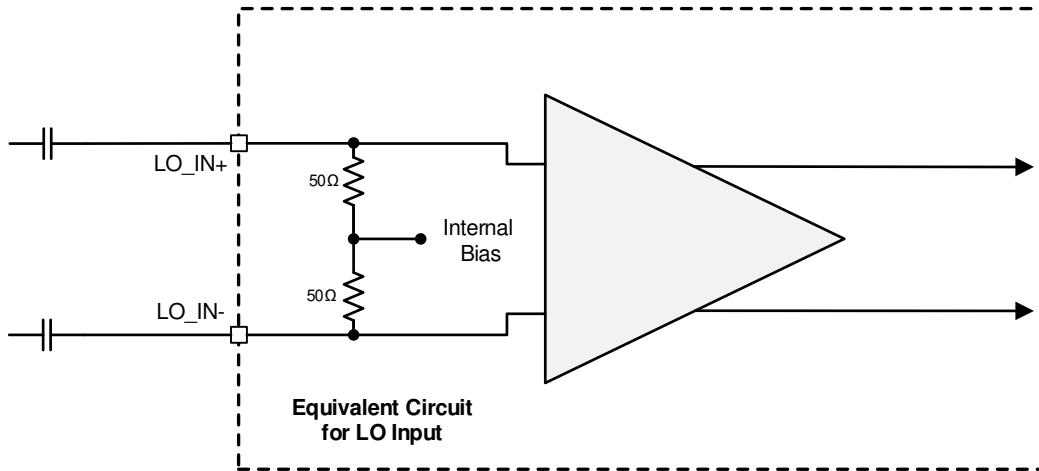 LO_IN+
50Ω
Internal
Bias
50Ω
LO_IN-
Equivalent Circuit
for LO Input